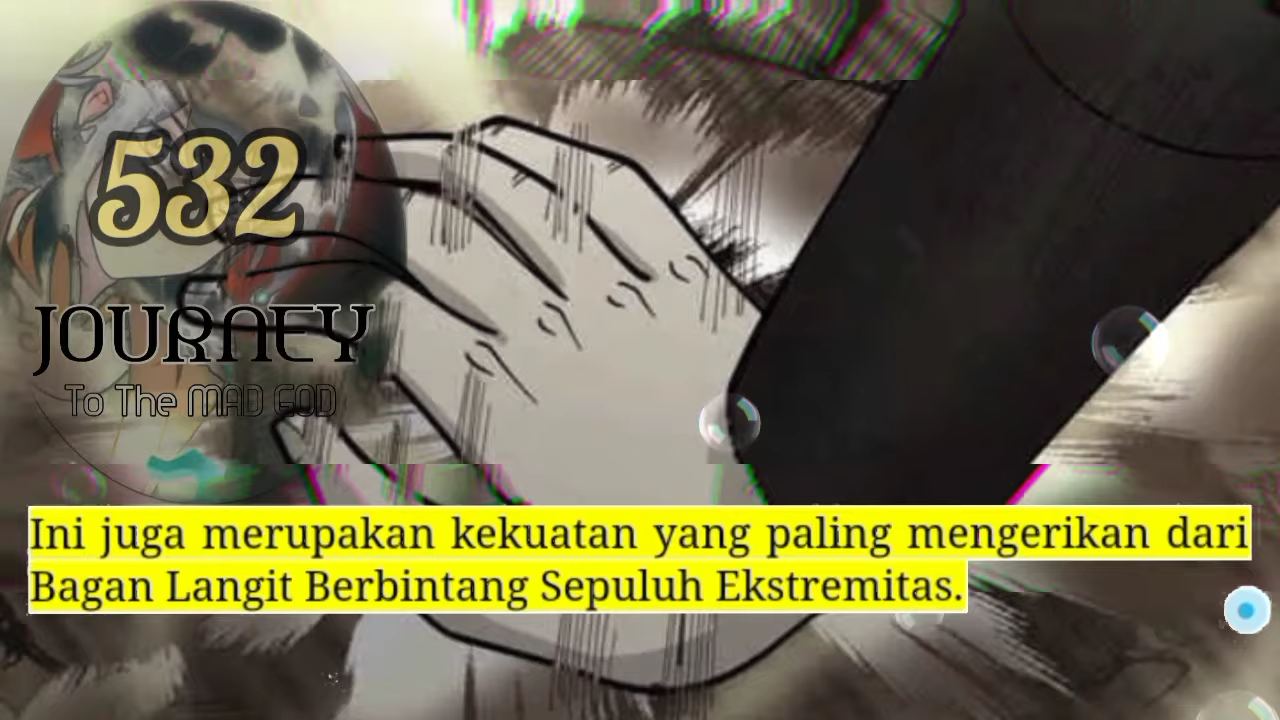 532
JOURNEY
To The MAD GOD
Ini juga merupakan kekuatan yang paling mengerikan dari
Bagan Langit Berbintang Sepuluh Ekstremitas.